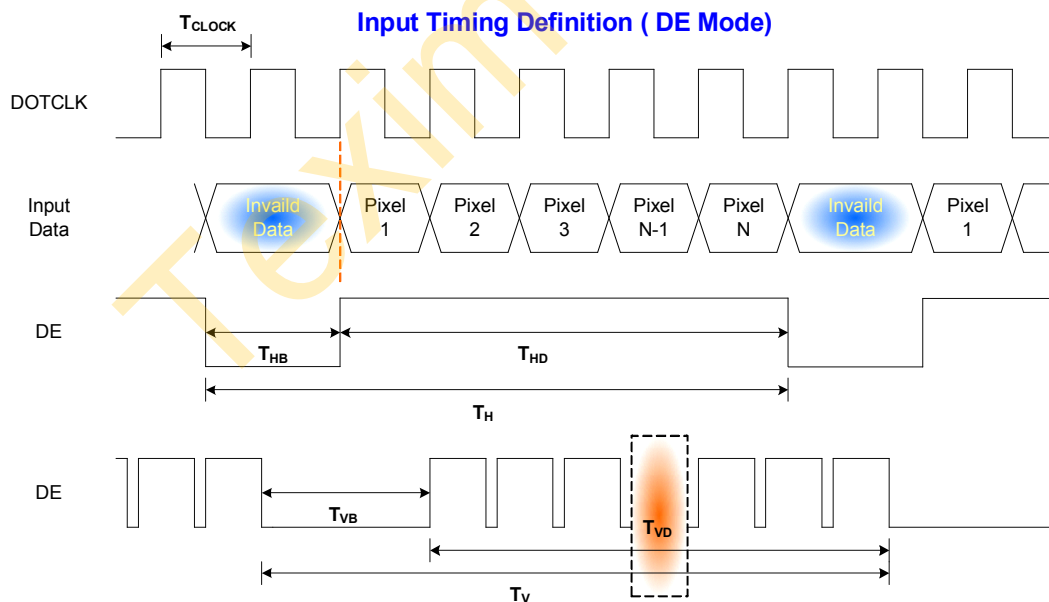 Input Timing Definition ( DE Mode)
TCLOCK
DOTCLK
Input
Data
Invaild
Data
Pixel
1
Pixel
2
Pixel
3
Pixel
N-1
Pixel
N
Invaild
Data
Pixel
1
DE
THB
THD
TH
DE
TVB
TVD
TV
Texim